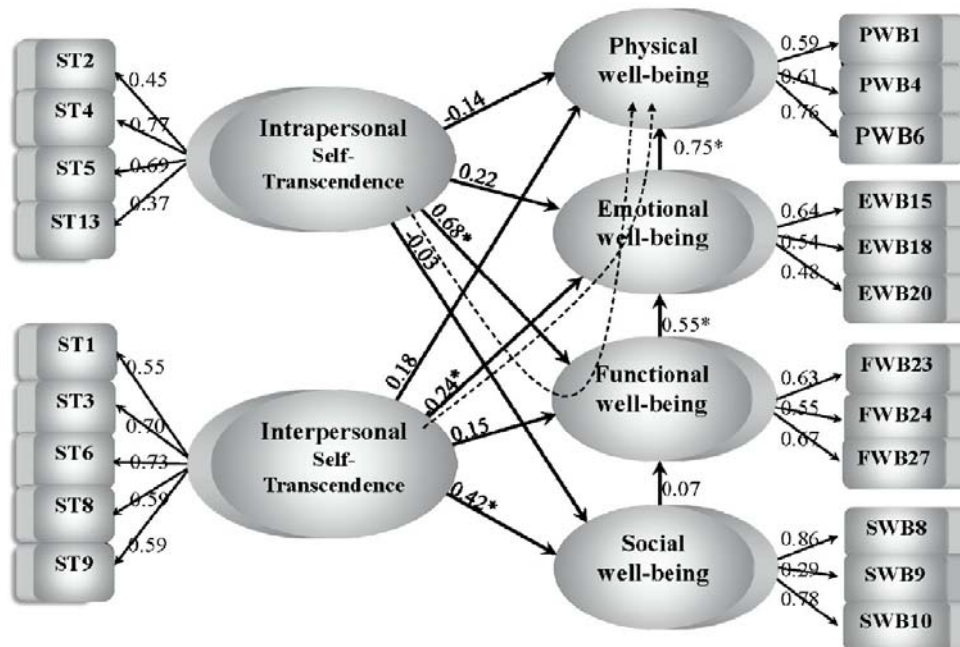 ST2
ST4
ST5
ST13
0.45
0.77
0.69
0.37
Intrapersonal
Self-
Transcendence
ST1
ST3
ST6
ST8
ST9
0.55
0.70
0.73
0.59
0.59
Interpersonal
Self-
Transcendence
-0.14
0.22
0.68*
-0.03
0.18
-0.24*
0.15
0.42*
Physical
well-being
0.75*
Emotional
well-being
0.55*
Functional
well-being
0.07
Social
well-being
0.59
0.61
0.76
PWB1
PWB4
PWB6
0.64
0.54
0.48
EWB15
EWB18
EWB20
0.63
0.55
0.67
FWB23
FWB24
FWB27
0.86
0.29
0.78
SWB8
SWB9
SWB10